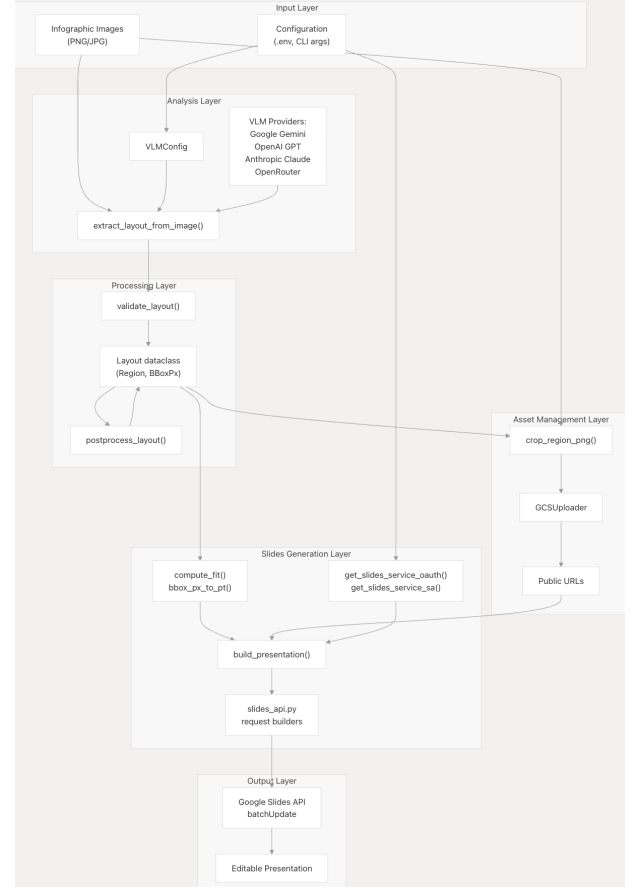 Input Layer
Infographic Images
(PNG/JPG)
Configuration
(.env, CLI args)
Analysis Layer
VLMConfig
VLM Providers:
Google Gemini
OpenAI GPT
Anthropic Claude
OpenRouter
extract_layout_from_image()
Processing Layer
validate_layout()
Layout dataclass
(Region, BBoxPx)
postprocess_layout()
Asset Management Layer
crop_region_png()
GCSUploader
Public URLs
Slides Generation Layer
compute_fit()
bbox_px_to_pt()
get_slides_service_oauth()
get_slides_service_sa()
build_presentation()
slides_api.py
request builders
Output Layer
Google Slides API
batchUpdate
Editable Presentation